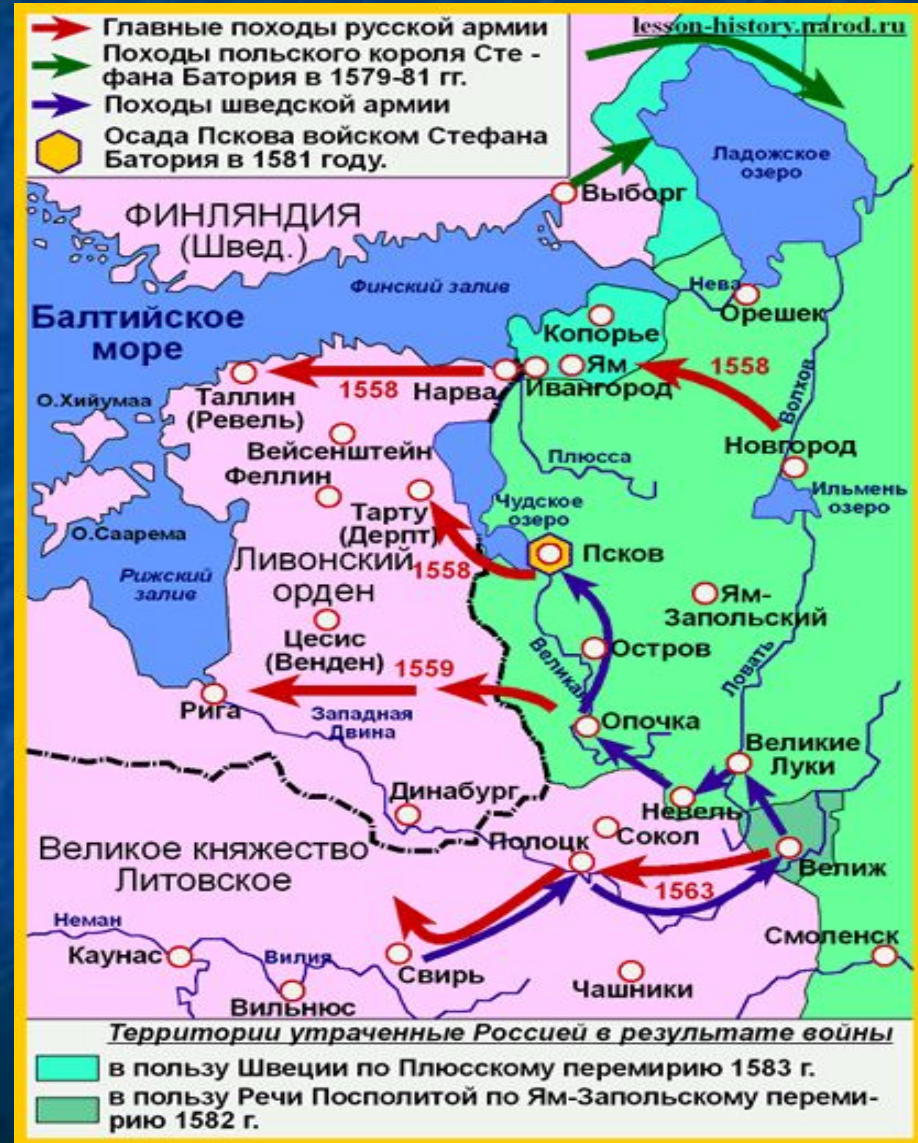 lesson-history.narod.ru
Главные походы русской армии
Походы польского короля Сте -
фана Батория в 1579-81 гг.
Походы шведской армии
Осада Пскова войском Стефана
Батория в 1581 году.
Ладожское
озеро
Выборг
ФИНЛЯНДИЯ
(Швед.)
Финский залив
Нева
Орешек
Балтийское
море
Копорье
Ям
1558
Нарва
Ивангород
1558
Волхов
О.Хийумаа
Таллин
(Ревель)
Новгород
Вейсенштейн
Плюсса
Феллин
Ильмень
озеро
Чудское
озеро
Тарту
(Дерпт)
О.Саарема
Псков
Рижский
залив
Ливонский
орден
1558
Ям-
Запольский
Цесис
(Венден)
Остров
1559
Великая
Ловать
Рига
Западная
Двина
Опочка
Великие
Луки
Динабург
Невель
Полоцк
Сокол
Великое княжество
Литовское
Велиж
1563
Неман
Каунас
Вилия
Свирь
Смоленск
Вильнюс
Чашники
Территории утраченные Россией в результате войны
в пользу Швеции по Плюсскому перемирию 1583 г.
в пользу Речи Посполитой по Ям-Запольскому переми-
рию 1582 г.